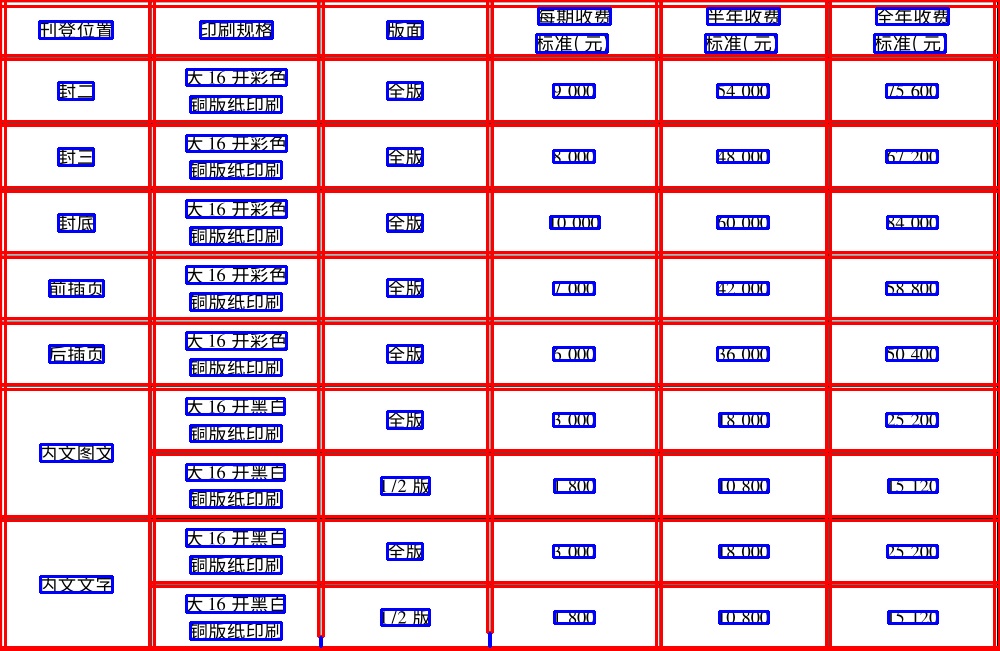 刊登位置 印刷规格 版面 每期收费 半年收费 全年收费
标准(元) 标准(元) 标准(元)
封二 大 16 开彩色 全版 9 000 54 000 75 600
铜版纸印刷
封三 大 16 开彩色 全版 8 000 48 000 67 200
铜版纸印刷
封底 大 16 开彩色 全版 10 000 60 000 84 000
铜版纸印刷
前插页 大 16 开彩色 全版 7 000 42 000 58 800
铜版纸印刷
后插页 大 16 开彩色 全版 6 000 36 000 50 400
铜版纸印刷
内文图文 大 16 开黑白 全版 3 000 18 000 25 200
铜版纸印刷
大 16 开黑白 1/2 版 1 800 10 800 15 120
铜版纸印刷
内文文字 大 16 开黑白 全版 3 000 18 000 25 200
铜版纸印刷
大 16 开黑白 1/2 版 1 800 10 800 15 120
铜版纸印刷